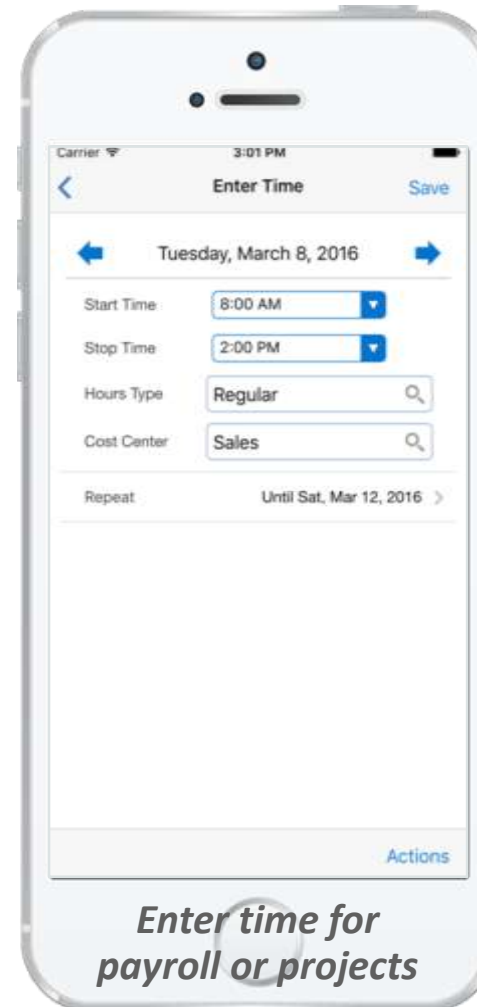 Carrier 3:01 PM
Enter Time Save
Tuesday, March 8, 2016
Start Time 8:00 AM
Stop Time 2:00 PM
Hours Type Regular
Cost Center Sales
Repeat Until Sat, Mar 12, 2016
Actions
Enter time for
payroll or projects